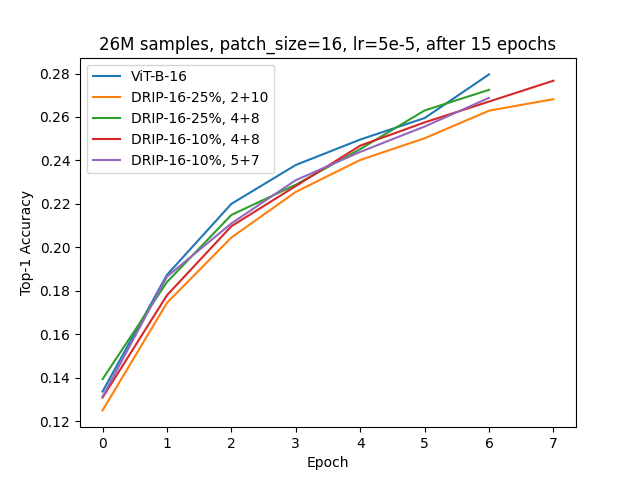 26M samples, patch_size=16, lr=5e-5, after 15 epochs
ViT-B-16
DRIP-16-25%, 2+10
DRIP-16-25%, 4+8
DRIP-16-10%, 4+8
DRIP-16-10%, 5+7
Top-1 Accuracy
0.28
0.26
0.24
0.22
0.20
0.18
0.16
0.14
0.12
0 1 2 3 4 5 6 7
Epoch